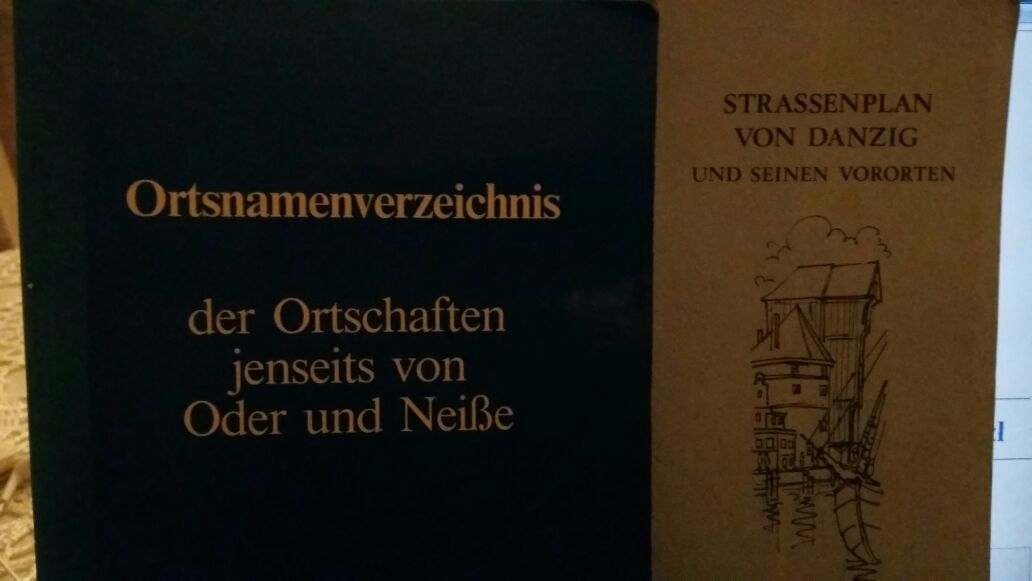 Ortsnamenverzeichnis
der Ortschaften
jenseits von
Oder und Neiße
STRASSENPLAN
VON DANZIG
UND SEINEN VORORTEN